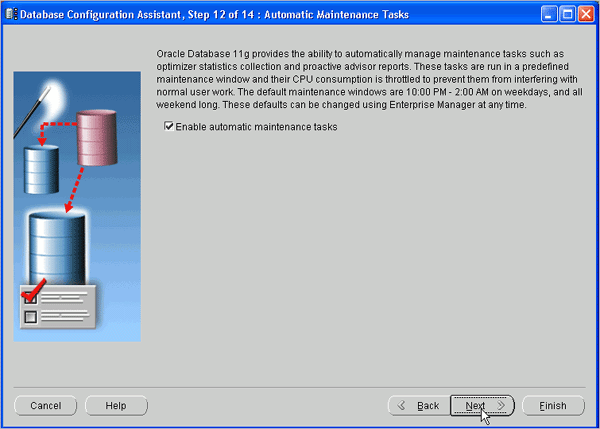 Database Configuration Assistant, Step 12 of 14 : Automatic Maintenance Tasks
Oracle Database 11g provides the ability to automatically manage maintenance tasks such as
optimizer statistics collection and proactive advisor reports. These tasks are run in a predefined
maintenance window and their CPU consumption is throttled to prevent them from interfering with
normal user work. The default maintenance windows are 10:00 PM - 2:00 AM on weekdays, and all
weekend long. These defaults can be changed using Enterprise Manager at any time.
Enable automatic maintenance tasks
Cancel
Help
Back
Next
Finish